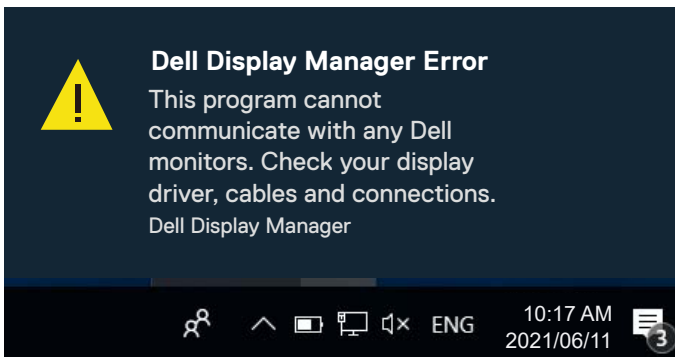 Dell Display Manager Error
This program cannot
communicate with any Dell
monitors. Check your display
driver, cables and connections.
Dell Display Manager
ENG
10:17 AM
2021/06/11
3